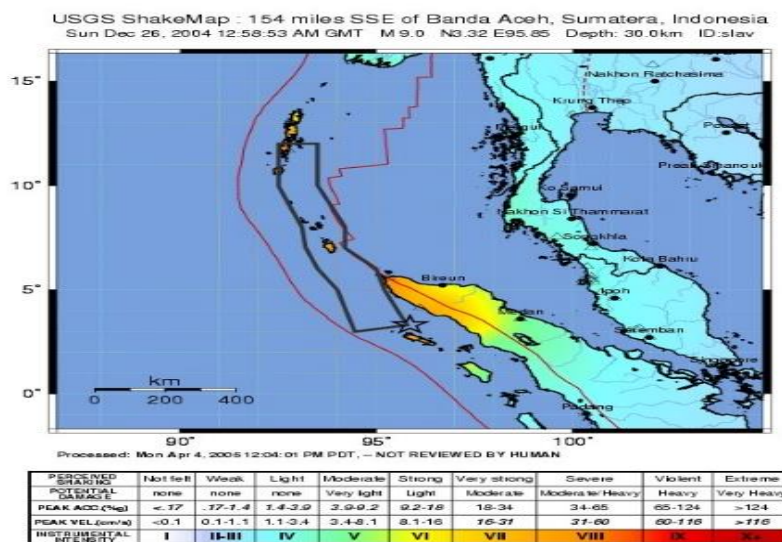 USGS ShakeMap : 154 miles SSE of Banda Aceh, Sumatera, Indonesia
Sun Dec 26, 2004 12:58:53 AM GMT M 9.0 N3.32 E95.85 Depth: 30.0km ID:slav
15°
Nakhon Ratchasima
Krung Thep
Preah Sihanouk
10°
Ko Samui
Nakhon Si Thammarat
Songkhla
Kota Bahru
5°
Bireun
Ipoh
Medan
Seremban
Singapore
km
0 200 400
0°
Padang
90° 95° 100°
Processed: Mon Apr 4, 2005 12:04:01 PM PDT, -- NOT REVIEWED BY HUMAN
PERCEIVED SHAKING Not felt Weak Light Moderate Strong Very strong Severe Violent Extreme
POTENTIAL DAMAGE none none none Very light Light Moderate Moderate/Heavy Heavy Very Heavy
PEAK ACC.(%g) <.17 .17-1.4 1.4-3.9 3.9-9.2 9.2-18 18-34 34-65 65-124 >124
PEAK VEL.(cm/s) <0.1 0.1-1.1 1.1-3.4 3.4-8.1 8.1-16 16-31 31-60 60-116 >116
INSTRUMENTAL INTENSITY I II-III IV V VI VII VIII IX X+